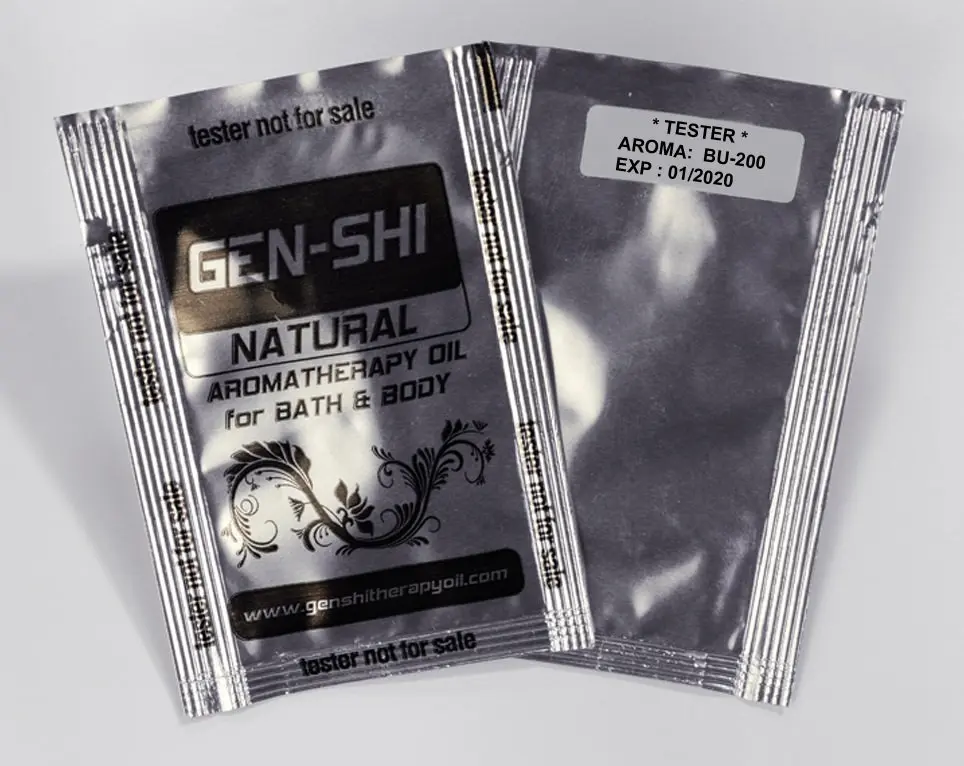 tester not for sale
GEN-SHI
NATURAL
AROMATHERAPY OIL
for BATH & BODY
www.genshitherapyoil.com
tester not for sale
tester not for sale
tester not for sale
tester not for sale
tester not for sale
* TESTER *
AROMA: BU-200
EXP : 01/2020